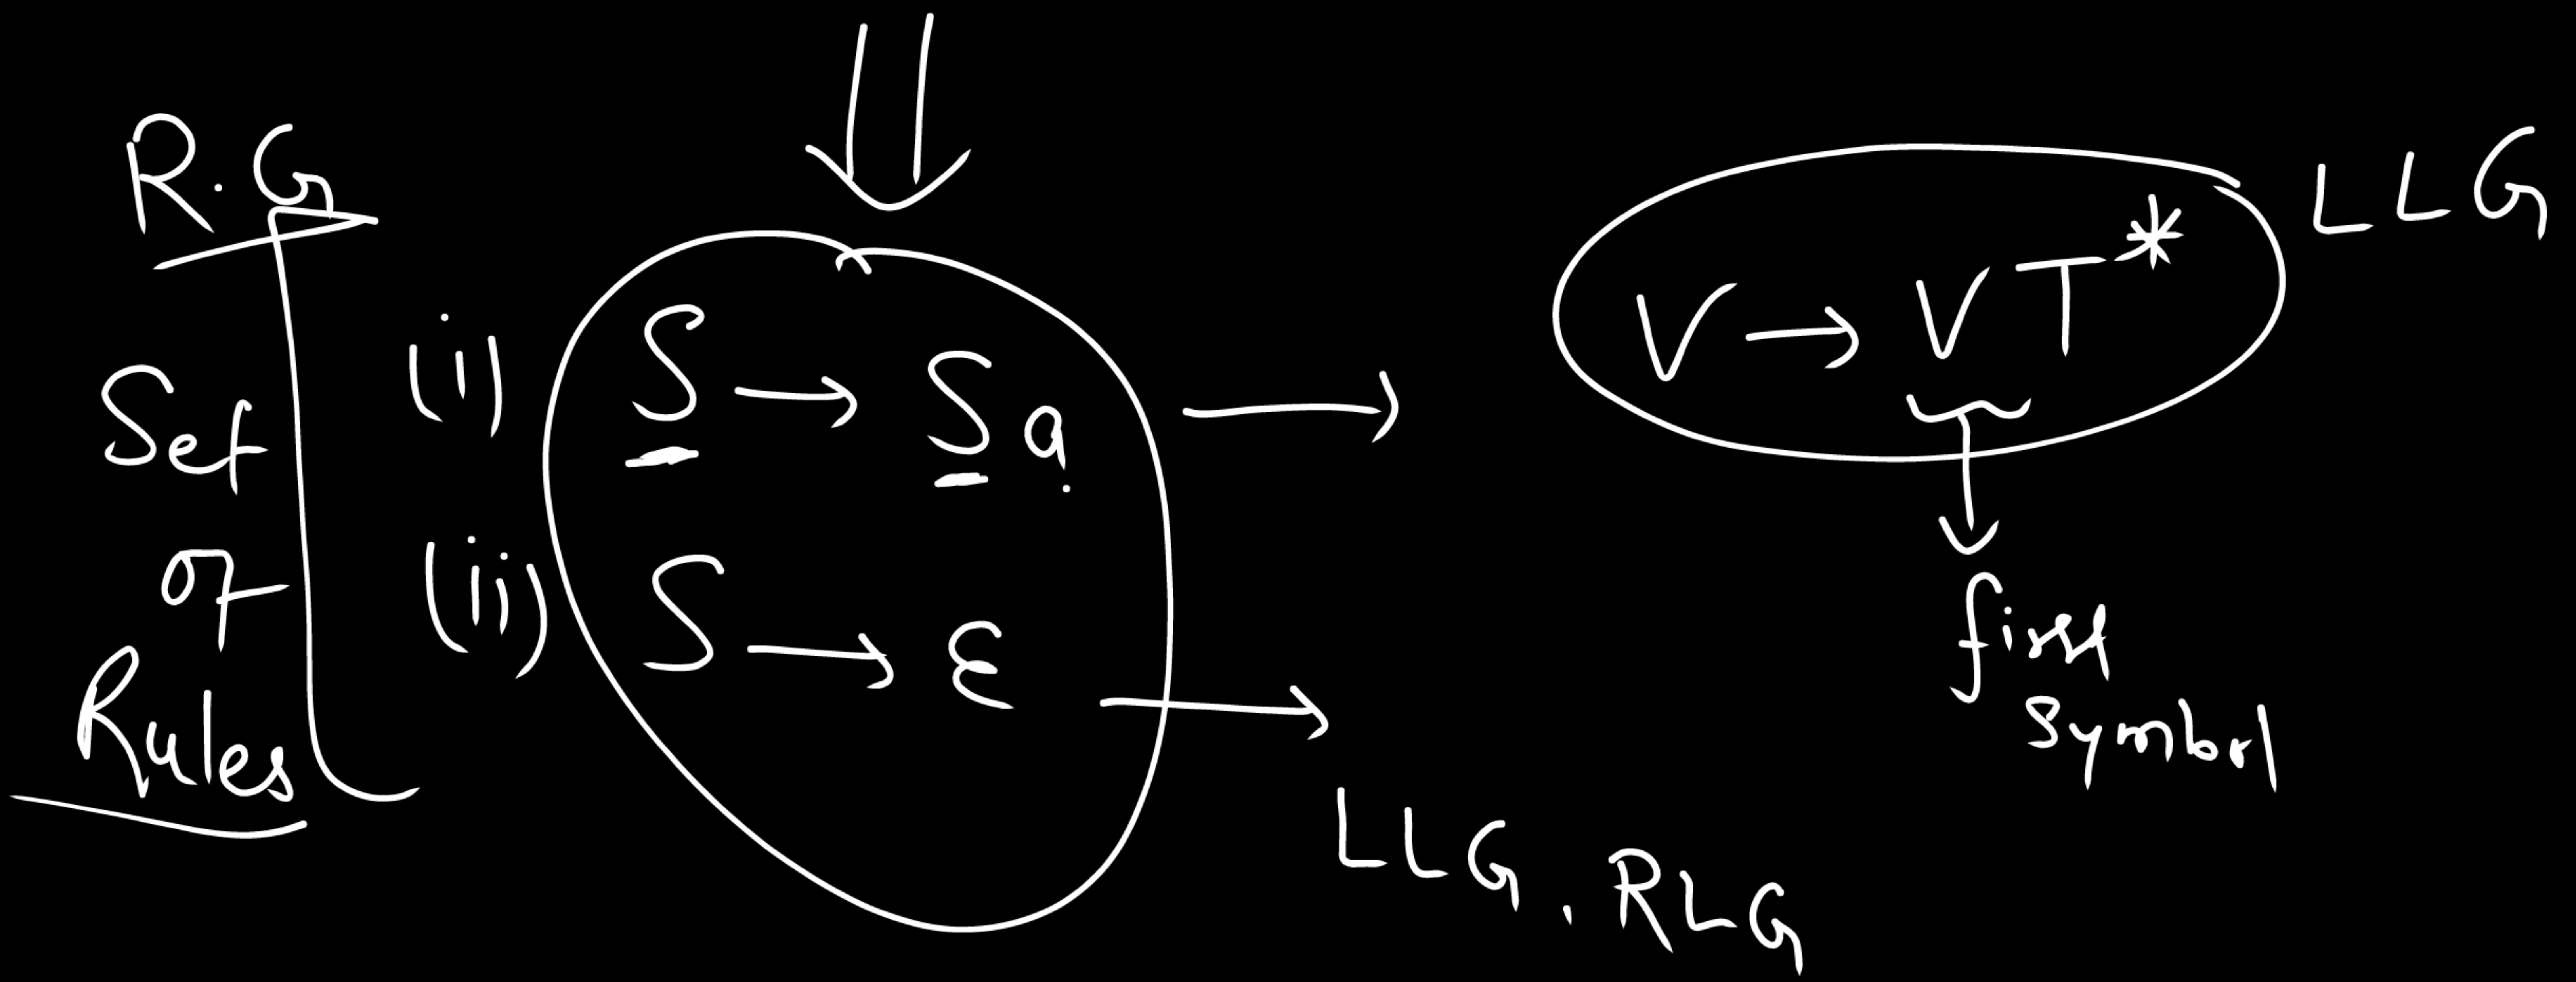 R.G
Set
of
Rules
(i) S → Sa
(ii) S → ε
V → VT*
LLG
first
symbol
LLG, RLG